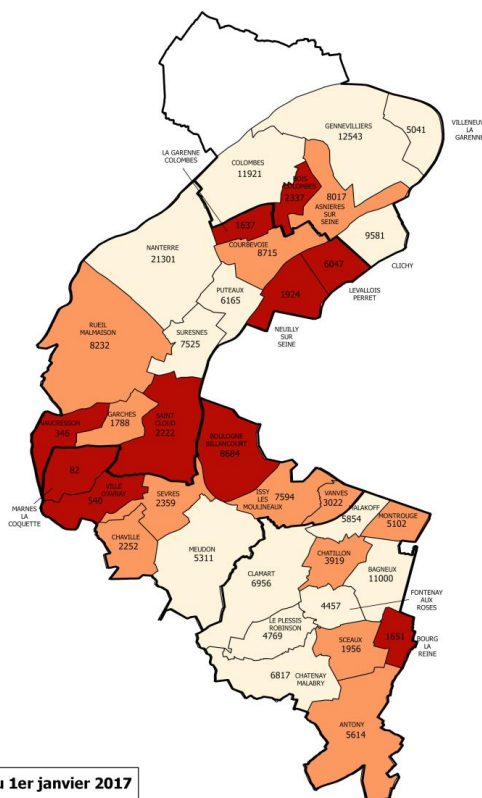 VILLENEUV
LA
GARENNE
5041
GENNEVILLIERS
12543
LA GARENNE
COLOMBES
COLOMBES
11921
BOIS
COLOMBES
2337
8017
ASNIERES
SUR
SEINE
1637
COURBEVOIE
8715
9581
CLICHY
NANTERRE
21301
6047
LEVALLOIS
PERRET
PUTEAUX
6165
1924
NEUILLY
SUR
SEINE
SURESNES
7525
RUEIL
MALMAISON
8232
GARCHES
1788
SAINT
CLOUD
2222
VAUCRESSON
346
BOULOGNE
BILLANCOURT
8684
82
MARNES
LA
COQUETTE
VILLE
D'AVRAY
540
SEVRES
2359
ISSY
LES
MOULINEAUX
7594
VANVES
3022
MALAKOFF
5854
MONTROUGE
5102
CHAVILLE
2252
MEUDON
5311
CHATILLON
3919
BAGNEUX
11000
CLAMART
6956
FONTENAY
AUX
ROSES
4457
LE PLESSIS
ROBINSON
4769
SCEAUX
1956
1651
BOURG
LA
REINE
6817
CHATENAY
MALABRY
ANTONY
5614
u 1er janvier 2017